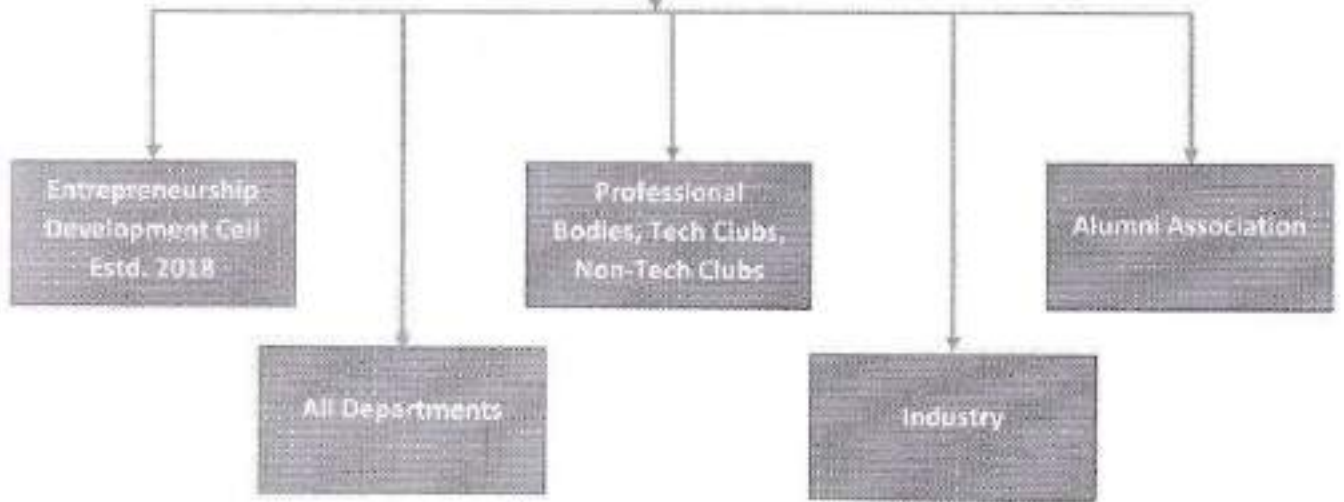 Entrepreneurship
Development Cell
Estd. 2018
Professional
Bodies, Tech Clubs,
Non-Tech Clubs
Alumni Association
All Departments
Industry